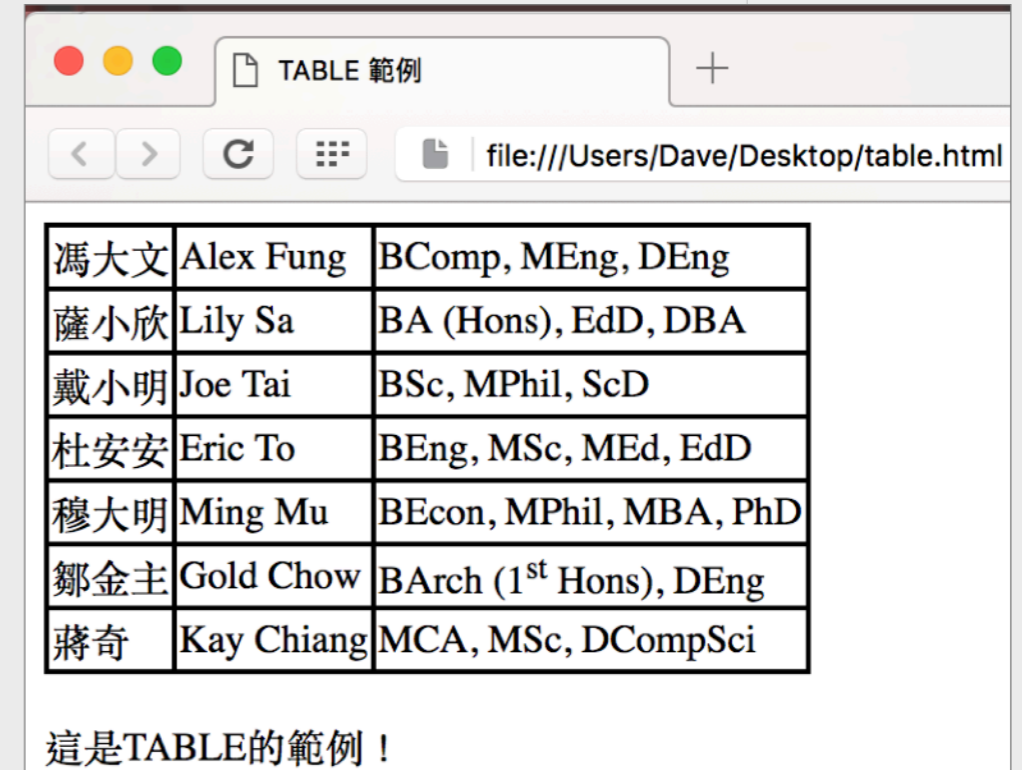 TABLE 範例
file:///Users/Dave/Desktop/table.html
馮大文 Alex Fung BComp, MEng, DEng
薩小欣 Lily Sa BA (Hons), EdD, DBA
戴小明 Joe Tai BSc, MPhil, ScD
杜安安 Eric To BEng, MSc, MEd, EdD
穆大明 Ming Mu BEcon, MPhil, MBA, PhD
鄒金主 Gold Chow BArch (1st Hons), DEng
蔣奇 Kay Chiang MCA, MSc, DCompSci
這是TABLE的範例！